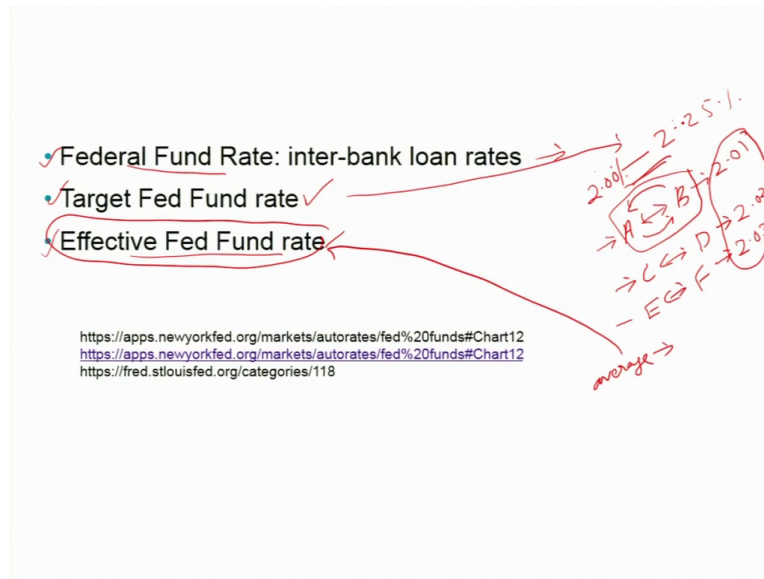 • Federal Fund Rate: inter-bank loan rates
• Target Fed Fund rate
• Effective Fed Fund rate
https://apps.newyorkfed.org/markets/autorates/fed%20funds#Chart12
https://apps.newyorkfed.org/markets/autorates/fed%20funds#Chart12
https://fred.stlouisfed.org/categories/118
2.00% — 2.25%
→ A B → 2.01
→ C ↔ D →
– E ↔ F →
average →